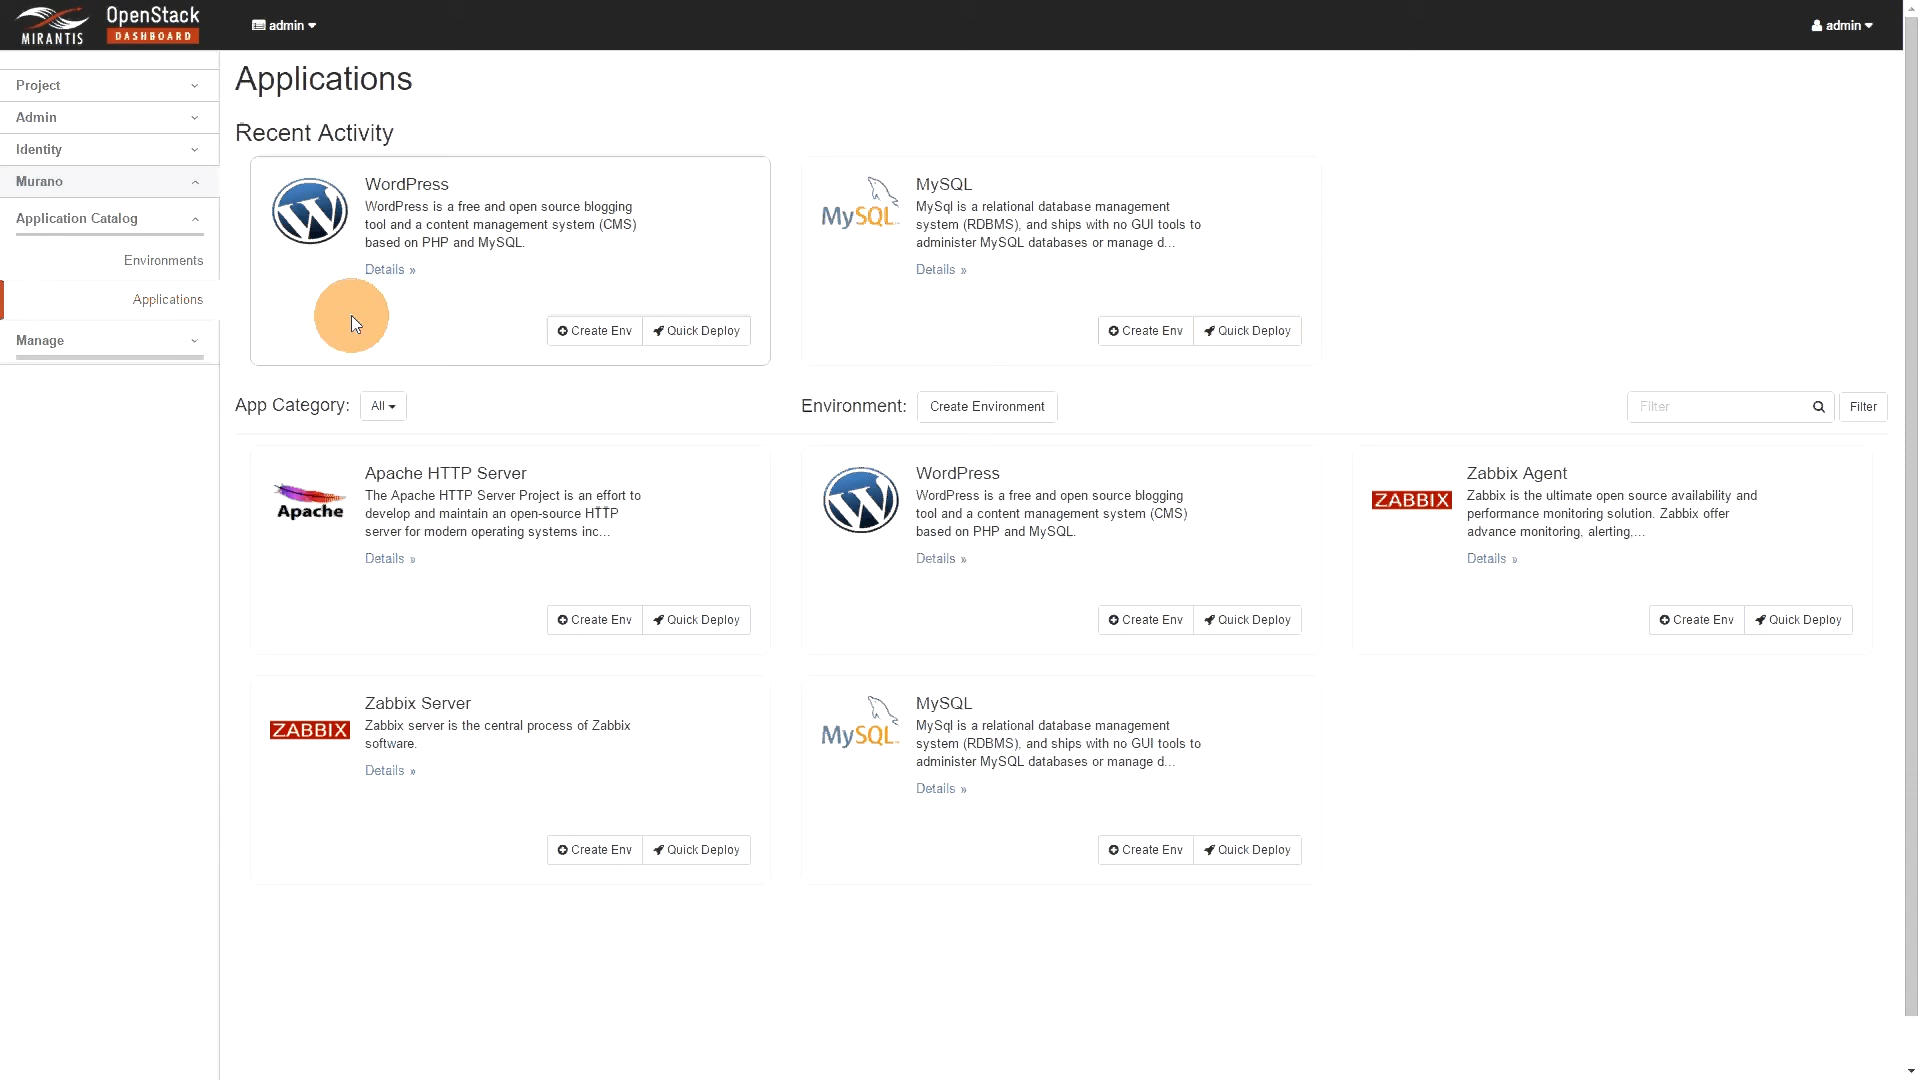 MIRANTIS
OpenStack
DASHBOARD
admin
admin
Project
Admin
Identity
Murano
Application Catalog
Environments
Applications
Manage
Applications
Recent Activity
WordPress
WordPress is a free and open source blogging
tool and a content management system (CMS)
based on PHP and MySQL.
Details »
Create Env
Quick Deploy
MySQL
MySQL
MySql is a relational database management
system (RDBMS), and ships with no GUI tools to
administer MySQL databases or manage d...
Details »
Create Env
Quick Deploy
App Category:
All
Environment:
Create Environment
Filter
Filter
Apache
Apache HTTP Server
The Apache HTTP Server Project is an effort to
develop and maintain an open-source HTTP
server for modern operating systems inc...
Details »
Create Env
Quick Deploy
WordPress
WordPress is a free and open source blogging
tool and a content management system (CMS)
based on PHP and MySQL.
Details »
Create Env
Quick Deploy
ZABBIX
Zabbix Agent
Zabbix is the ultimate open source availability and
performance monitoring solution. Zabbix offer
advance monitoring, alerting,...
Details »
Create Env
Quick Deploy
ZABBIX
Zabbix Server
Zabbix server is the central process of Zabbix
software.
Details »
Create Env
Quick Deploy
MySQL
MySQL
MySql is a relational database management
system (RDBMS), and ships with no GUI tools to
administer MySQL databases or manage d...
Details »
Create Env
Quick Deploy